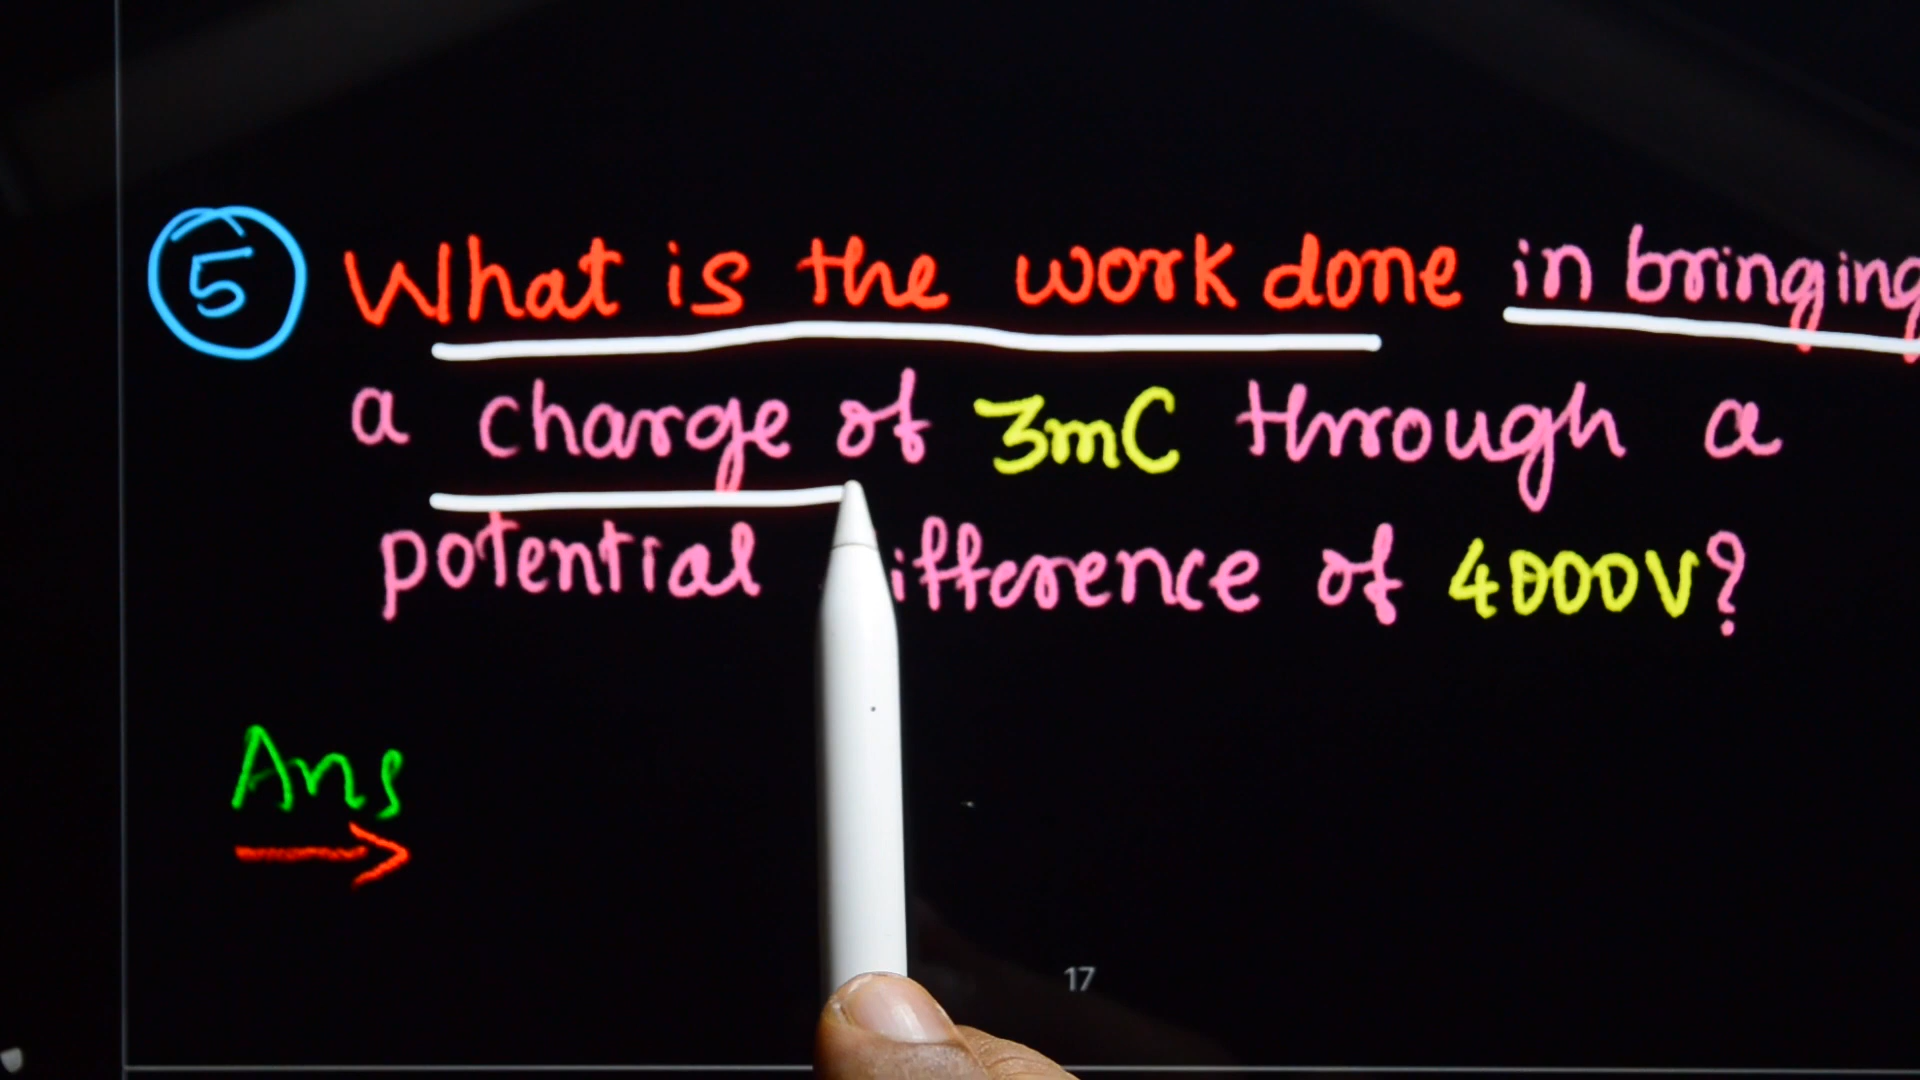 5 What is the work done in bringing
a charge of 3mC through a
potential ifference of 4000V?
Ans
17